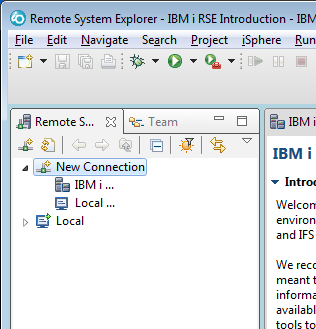 Remote System Explorer - IBM i RSE Introduction - IBM
File Edit Navigate Search Project iSphere Run
Remote S... Team
IBM i
New Connection
IBM i ...
Local ...
Local
IBM i
Introd
Welcom
environ
and IFS
We reco
meant t
informa
availabl
tools to